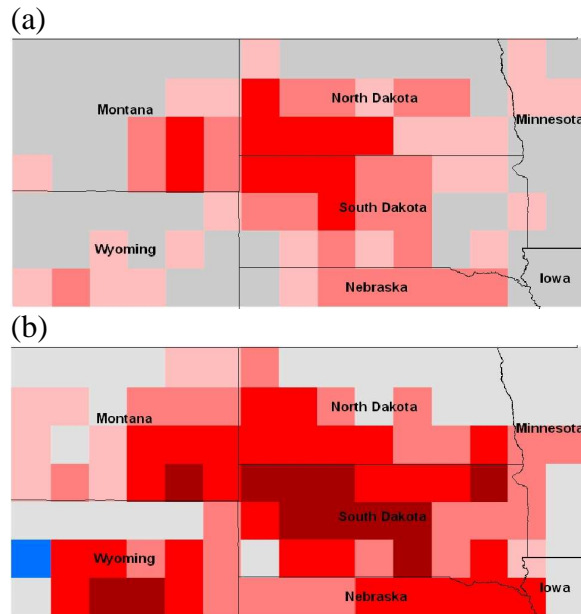 (a)
North Dakota
Montana
Minnesota
South Dakota
Wyoming
Iowa
Nebraska
(b)
North Dakota
Montana
Minnesota
South Dakota
Wyoming
Iowa
Nebraska